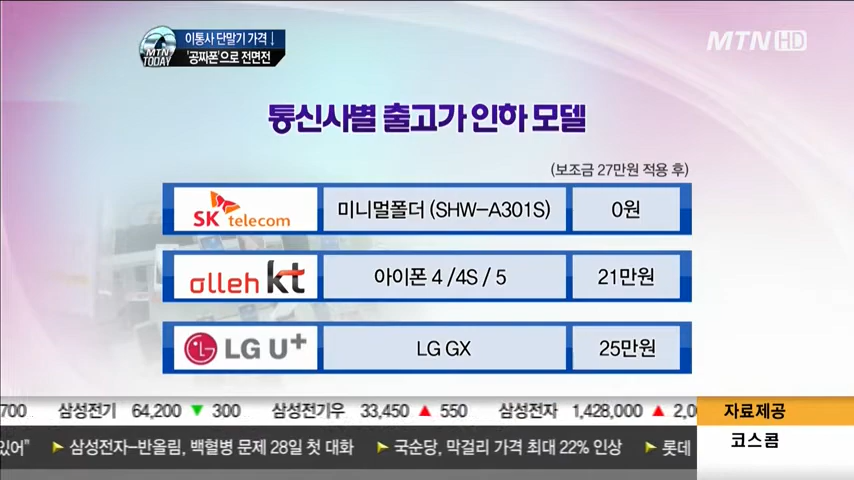 이통사 단말기 가격↓
'공짜폰'으로 전면전
MTN
TODAY
MTN HD
통신사별 출고가 인하 모델
(보조금 27만원 적용 후)
SK telecom 미니멀폴더 (SHW-A301S) 0원
olleh kt 아이폰 4 /4S / 5 21만원
LG U+ LG GX 25만원
700 삼성전기 64,200 ▼ 300 삼성전기우 33,450 ▲ 550 삼성전자 1,428,000 ▲ 2,0
자료제공
있어" ▶ 삼성전자-반올림, 백혈병 문제 28일 첫 대화 ▶ 국순당, 막걸리 가격 최대 22% 인상 ▶ 롯데
코스콤